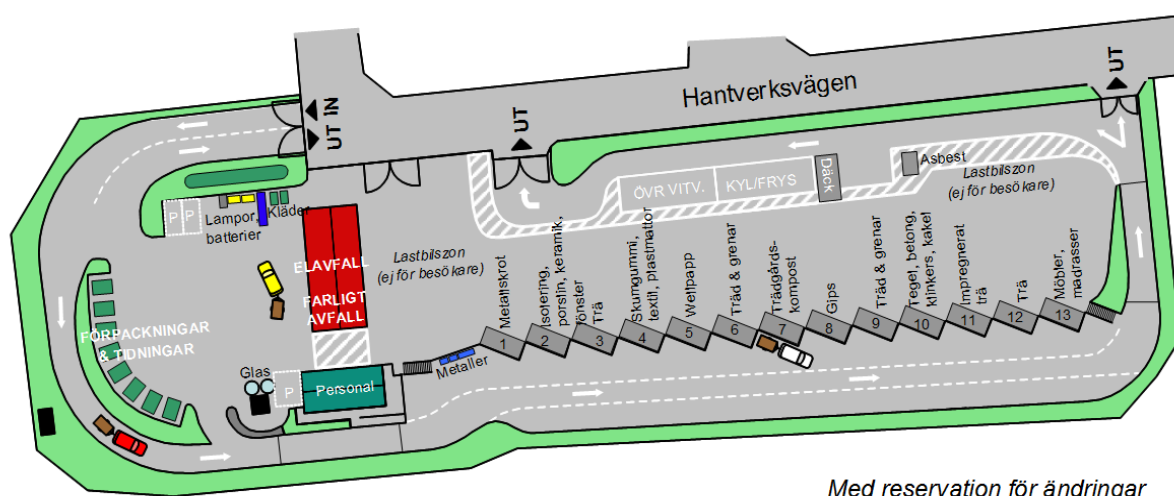 Hantverksvägen
UT
UT
IN
UT
UT
Asbest
Lastbilszon
(ej för besökare)
Däck
KYL/FRYS
ÖVR VITV.
P
P
Lampor,
batterier
Kläder
ELAVFALL
FARLIGT
AVFALL
Lastbilszon
(ej för besökare)
FÖRPACKNINGAR
& TIDNINGAR
Glas
P
Personal
Metaller
Metallskrot
1
Isolering,
porslin, keramik,
fönster
2
Trä
3
Skumgummi,
textil, plastmattor
4
Wellpapp
5
Träd & grenar
6
Trädgårds-
kompost
7
Gips
8
Träd & grenar
9
Tegel, betong,
klinkers, kakel
10
Impregnerat
trä
11
Trä
12
Möbler,
madrasser
13
Med reservation för ändringar